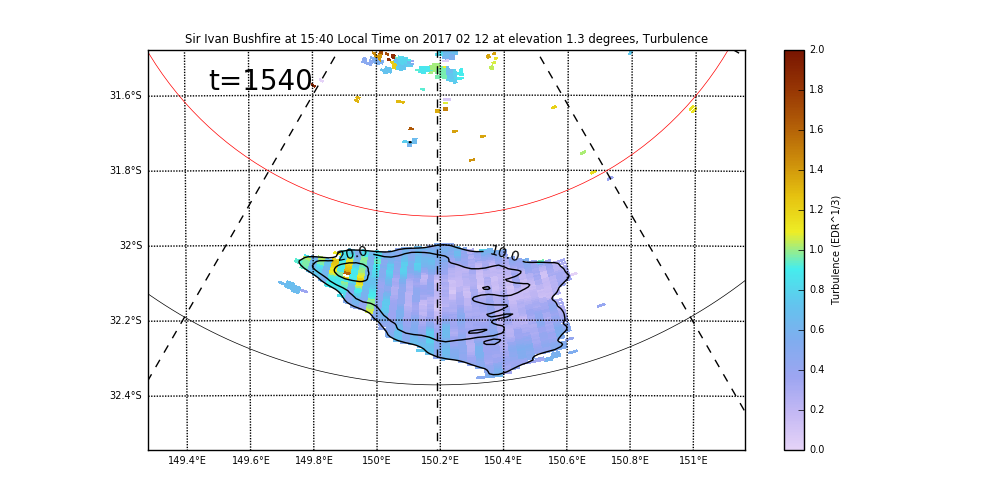 Sir Ivan Bushfire at 15:40 Local Time on 2017 02 12 at elevation 1.3 degrees, Turbulence
t=1540
31.6°S
31.8°S
32°S
32.2°S
32.4°S
20.0
10.0
149.4°E 149.6°E 149.8°E 150°E 150.2°E 150.4°E 150.6°E 150.8°E 151°E
2.0
1.8
1.6
1.4
1.2
1.0
0.8
0.6
0.4
0.2
0.0
Turbulence (EDR^1/3)